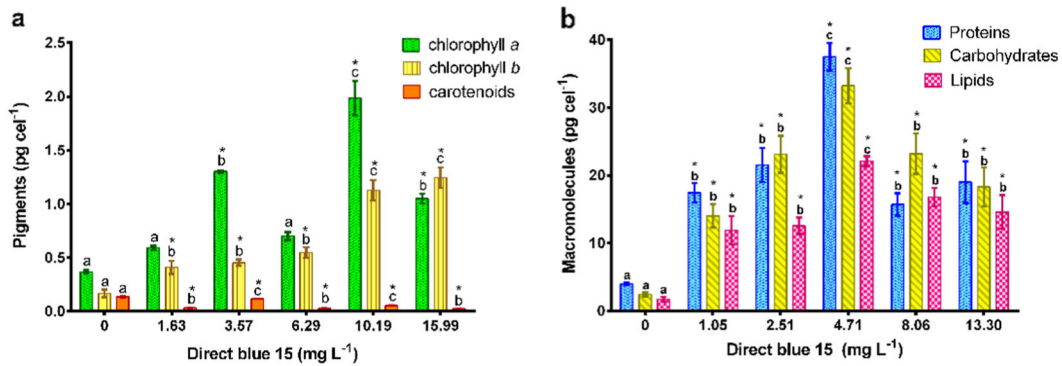 a
2.5
2.0
1.5
1.0
0.5
0.0
Pigments (pg cel⁻¹)
chlorophyll a
chlorophyll b
carotenoids
a a a
a * b * b
* b * b * c
a * b * b
* c * c * c
* b * c * b
0 1.63 3.57 6.29 10.19 15.99
Direct blue 15 (mg L⁻¹)
b
40
30
20
10
0
Macromolecules (pg cel⁻¹)
Proteins
Carbohydrates
Lipids
a a a
* b * b * b
* b * b * b
* c * c * c
* b * b * b
* b * b * b
0 1.05 2.51 4.71 8.06 13.30
Direct blue 15 (mg L⁻¹)